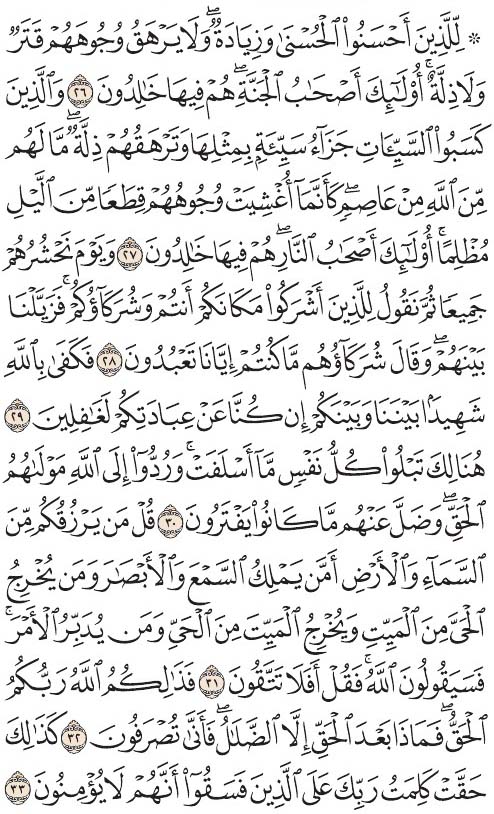 ۞ لِّلَّذِينَ أَحْسَنُوا۟ ٱلْحُسْنَىٰ وَزِيَادَةٌ ۖ وَلَا يَرْهَقُ وُجُوهَهُمْ قَتَرٌ
وَلَا ذِلَّةٌ ۚ أُو۟لَـٰٓئِكَ أَصْحَـٰبُ ٱلْجَنَّةِ ۖ هُمْ فِيهَا خَـٰلِدُونَ ٢٦ وَٱلَّذِينَ
كَسَبُوا۟ ٱلسَّيِّـَٔاتِ جَزَآءُ سَيِّئَةٍۭ بِمِثْلِهَا وَتَرْهَقُهُمْ ذِلَّةٌ ۖ مَّا لَهُم
مِّنَ ٱللَّهِ مِنْ عَاصِمٍ ۖ كَأَنَّمَآ أُغْشِيَتْ وُجُوهُهُمْ قِطَعًا مِّنَ ٱلَّيْلِ
مُظْلِمًا ۚ أُو۟لَـٰٓئِكَ أَصْحَـٰبُ ٱلنَّارِ ۖ هُمْ فِيهَا خَـٰلِدُونَ ٢٧ وَيَوْمَ نَحْشُرُهُمْ
جَمِيعًا ثُمَّ نَقُولُ لِلَّذِينَ أَشْرَكُوا۟ مَكَانَكُمْ أَنتُمْ وَشُرَكَآؤُكُمْ ۚ فَزَيَّلْنَا
بَيْنَهُمْ ۖ وَقَالَ شُرَكَآؤُهُم مَّا كُنتُمْ إِيَّانَا تَعْبُدُونَ ٢٨ فَكَفَىٰ بِٱللَّهِ
شَهِيدًۢا بَيْنَنَا وَبَيْنَكُمْ إِن كُنَّا عَنْ عِبَادَتِكُمْ لَغَـٰفِلِينَ ٢٩
هُنَالِكَ تَبْلُوا۟ كُلُّ نَفْسٍ مَّآ أَسْلَفَتْ ۚ وَرُدُّوٓا۟ إِلَى ٱللَّهِ مَوْلَىٰهُمُ
ٱلْحَقِّ ۖ وَضَلَّ عَنْهُم مَّا كَانُوا۟ يَفْتَرُونَ ٣٠ قُلْ مَن يَرْزُقُكُم مِّنَ
ٱلسَّمَآءِ وَٱلْأَرْضِ أَمَّن يَمْلِكُ ٱلسَّمْعَ وَٱلْأَبْصَـٰرَ وَمَن يُخْرِجُ
ٱلْحَىَّ مِنَ ٱلْمَيِّتِ وَيُخْرِجُ ٱلْمَيِّتَ مِنَ ٱلْحَىِّ وَمَن يُدَبِّرُ ٱلْأَمْرَ ۚ
فَسَيَقُولُونَ ٱللَّهُ ۚ فَقُلْ أَفَلَا تَتَّقُونَ ٣١ فَذَٰلِكُمُ ٱللَّهُ رَبُّكُمُ
ٱلْحَقُّ ۖ فَمَاذَا بَعْدَ ٱلْحَقِّ إِلَّا ٱلضَّلَـٰلُ ۖ فَأَنَّىٰ تُصْرَفُونَ ٣٢ كَذَٰلِكَ
حَقَّتْ كَلِمَتُ رَبِّكَ عَلَى ٱلَّذِينَ فَسَقُوٓا۟ أَنَّهُمْ لَا يُؤْمِنُونَ ٣٣